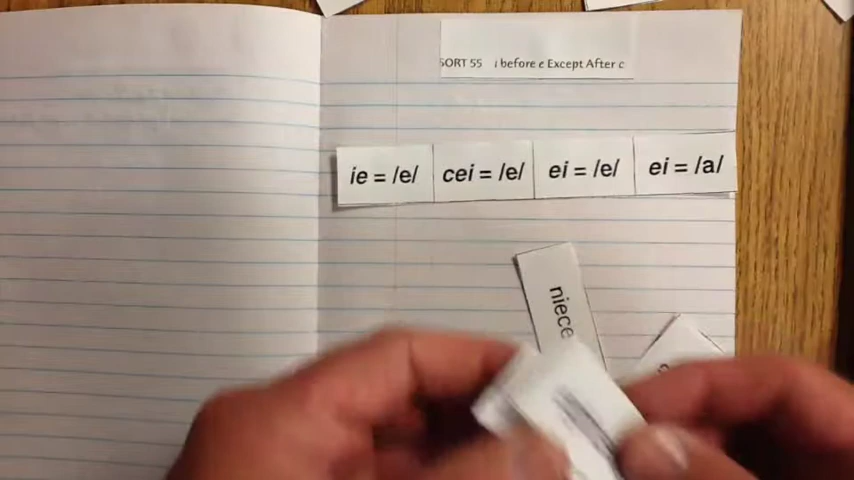 SORT 55 i before e Except After c
ie = /e/ cei = /e/ ei = /e/ ei = /a/
niece